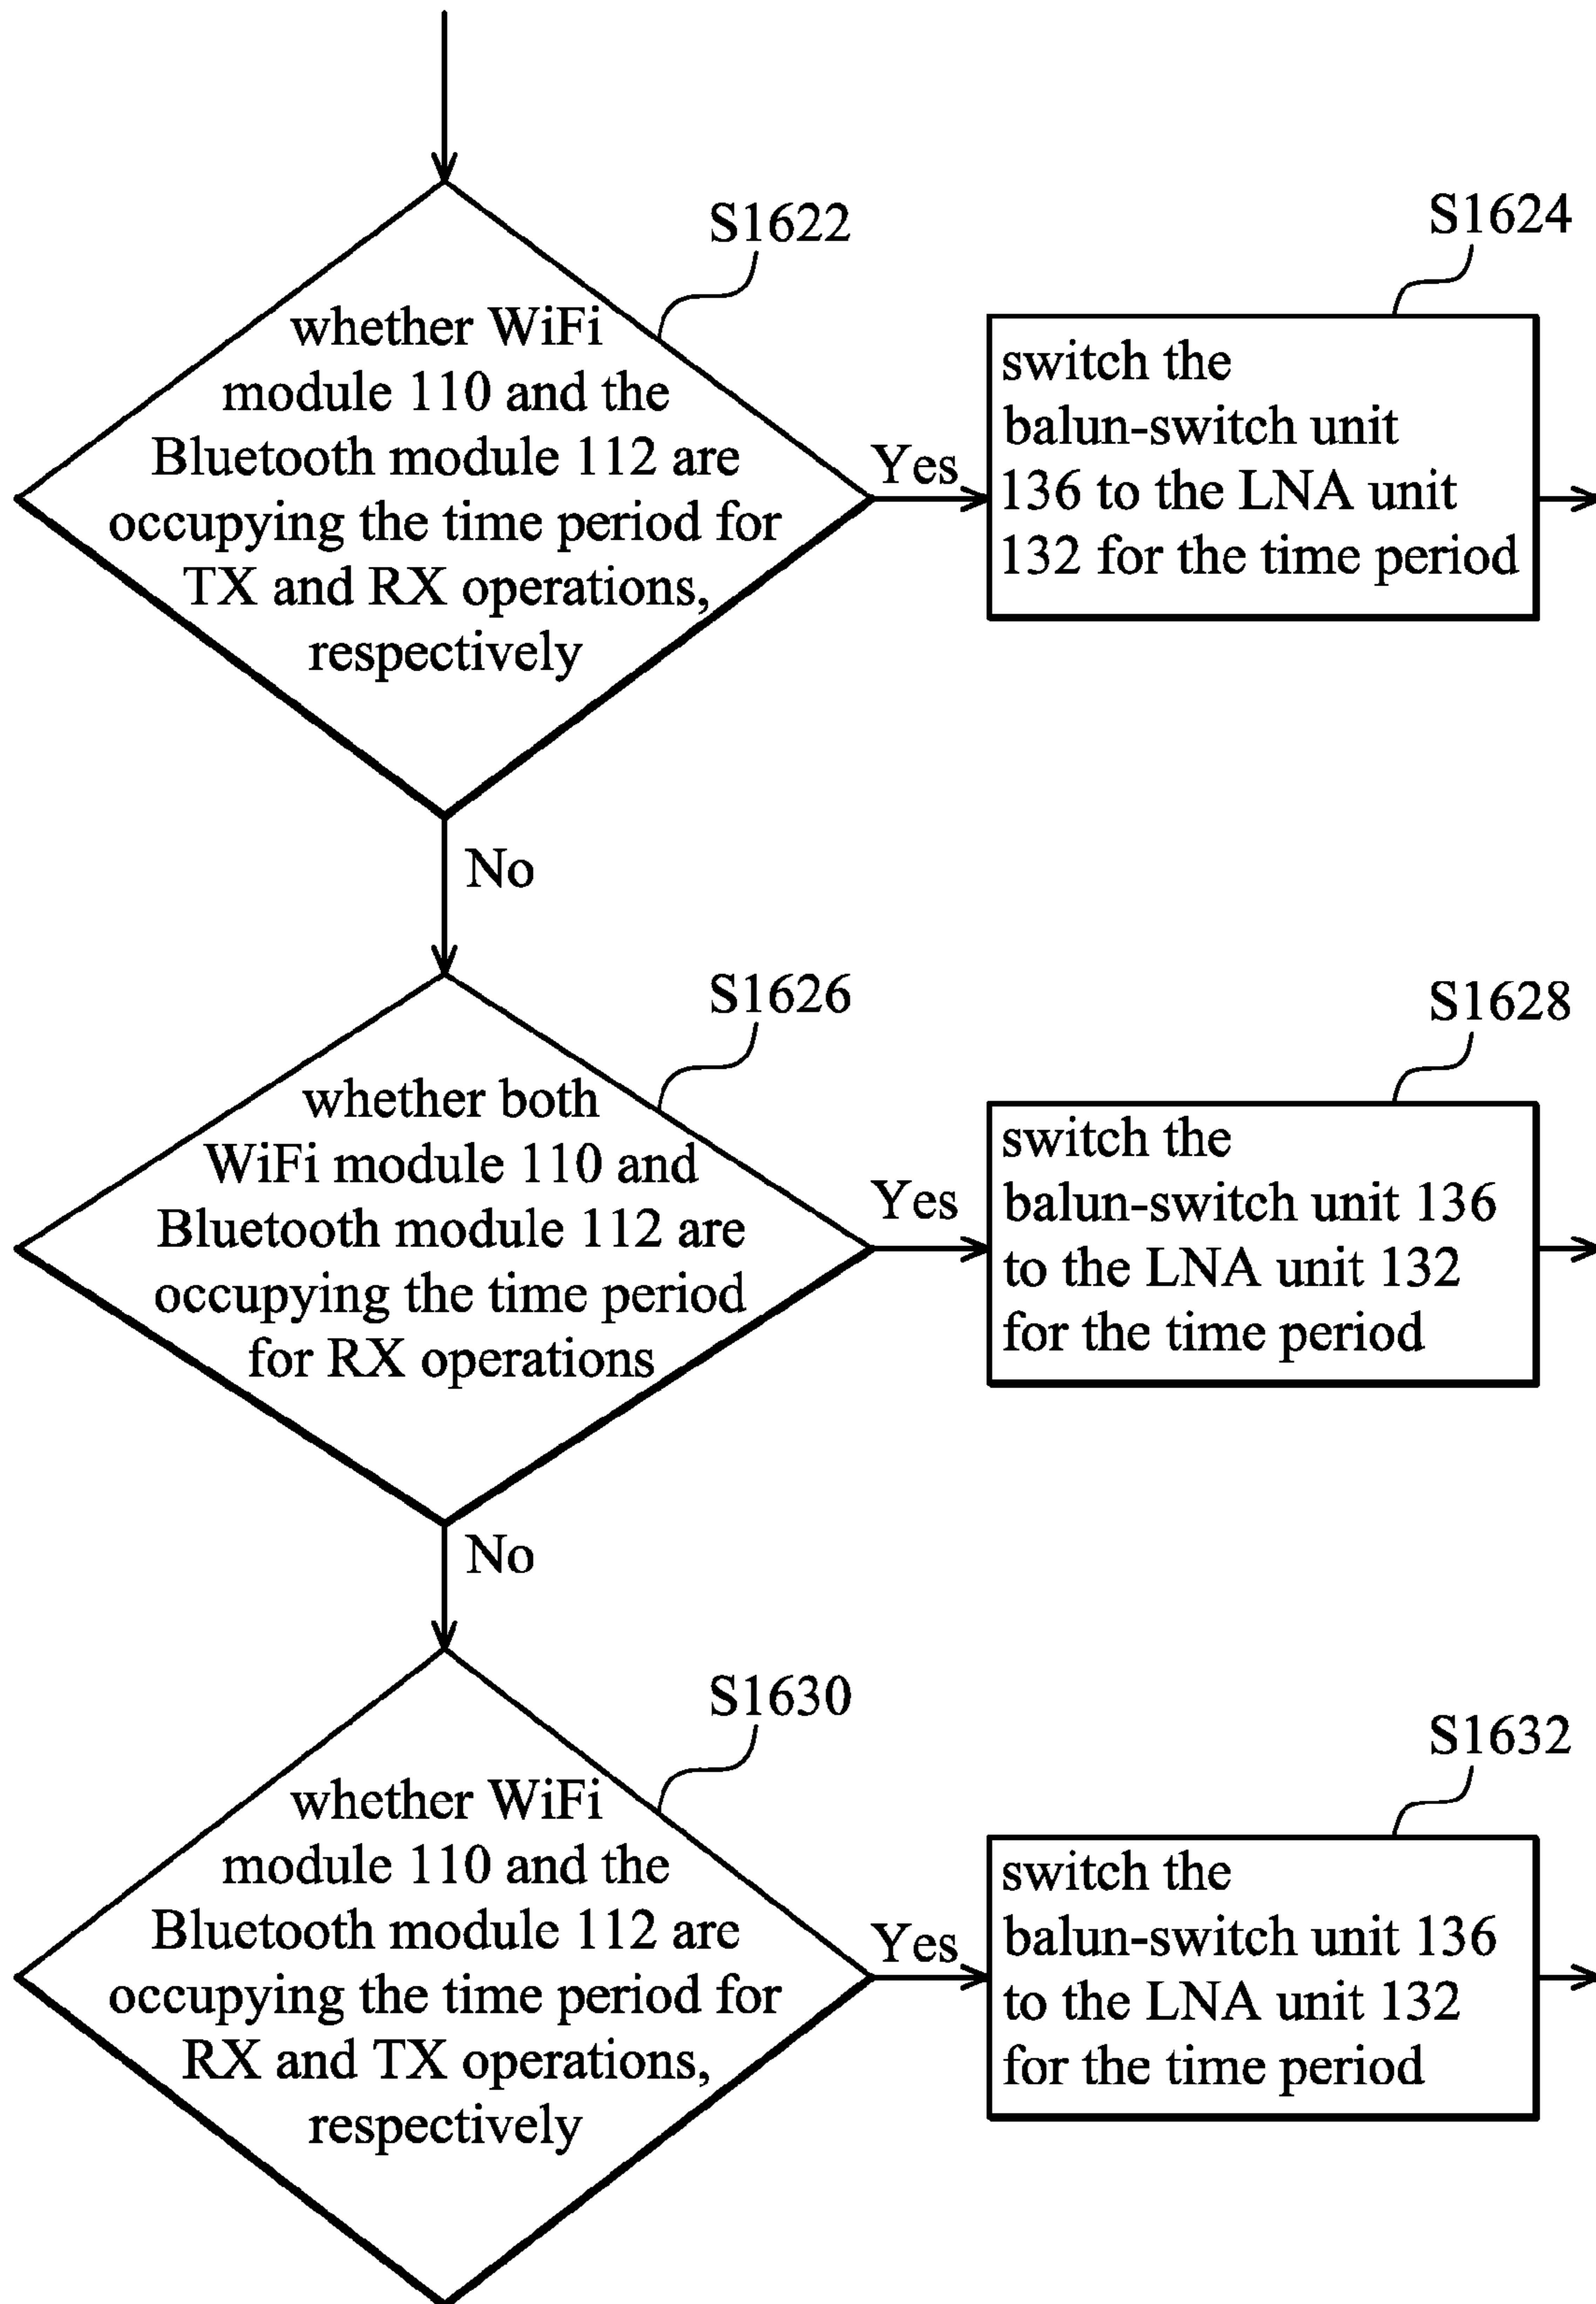 S1622
whether WiFi
module 110 and the
Bluetooth module 112 are
occupying the time period for
TX and RX operations,
respectively
Yes
S1624
switch the
balun-switch unit
136 to the LNA unit
132 for the time period
No
S1626
whether both
WiFi module 110 and
Bluetooth module 112 are
occupying the time period
for RX operations
Yes
S1628
switch the
balun-switch unit 136
to the LNA unit 132
for the time period
No
S1630
whether WiFi
module 110 and the
Bluetooth module 112 are
occupying the time period for
RX and TX operations,
respectively
Yes
S1632
switch the
balun-switch unit 136
to the LNA unit 132
for the time period